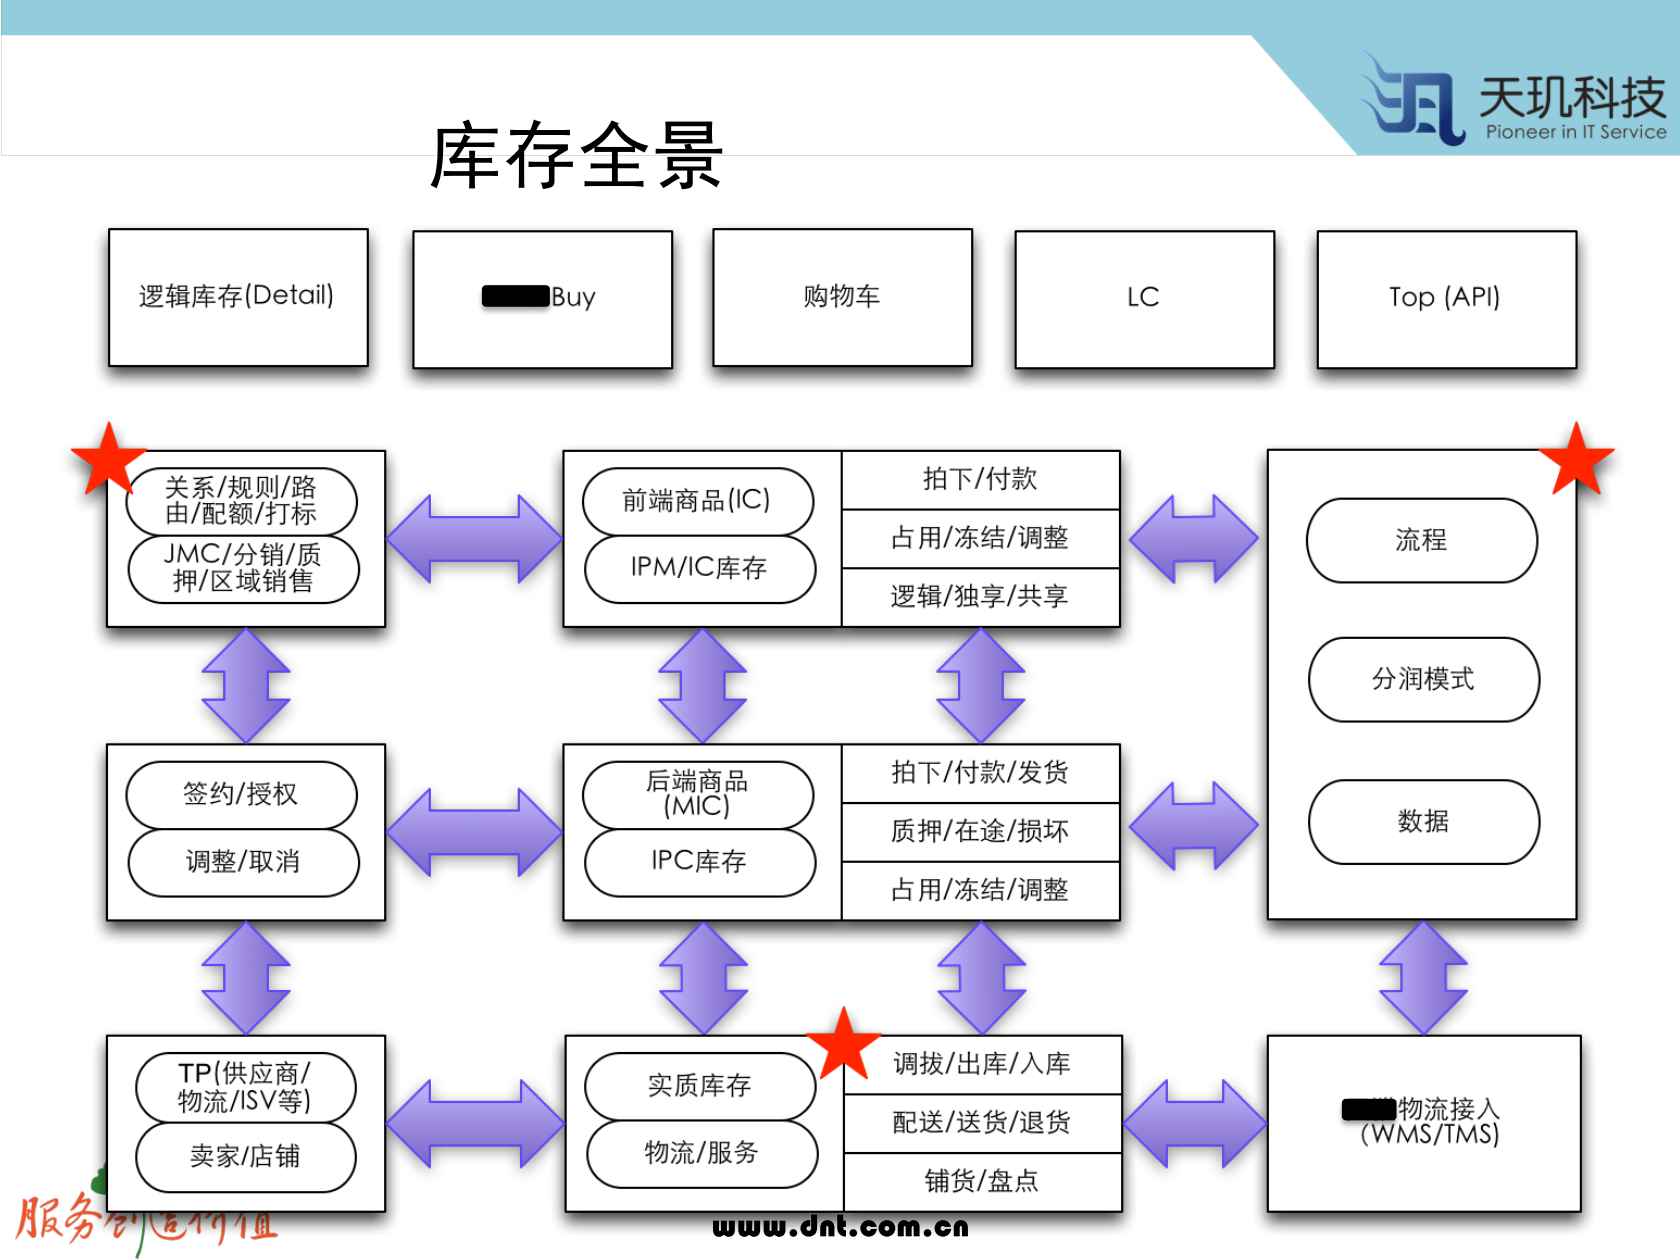 天玑科技
Pioneer in IT Service
库存全景
逻辑库存(Detail)
Buy
购物车
LC
Top (API)
关系/规则/路
由/配额/打标
JMC/分销/质
押/区域销售
前端商品(IC)
IPM/IC库存
拍下/付款
占用/冻结/调整
逻辑/独享/共享
流程
分润模式
数据
签约/授权
调整/取消
后端商品
(MIC)
IPC库存
拍下/付款/发货
质押/在途/损坏
占用/冻结/调整
TP(供应商/
物流/ISV等)
卖家/店铺
实质库存
物流/服务
调拔/出库/入库
配送/送货/退货
铺货/盘点
物流接入
（WMS/TMS)
服务创造价值
www.dnt.com.cn